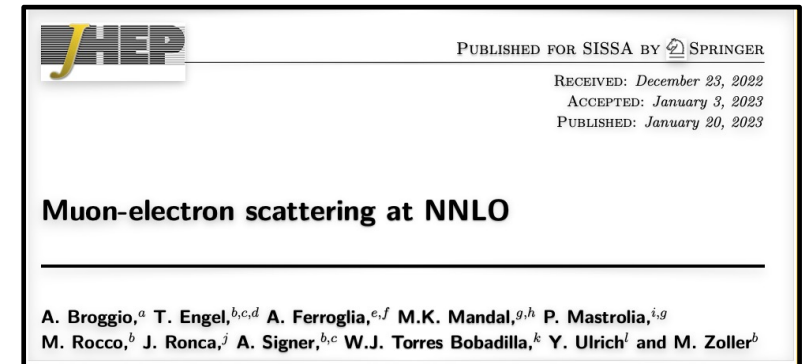 JHEP
PUBLISHED FOR SISSA BY SPRINGER
RECEIVED: December 23, 2022
ACCEPTED: January 3, 2023
PUBLISHED: January 20, 2023
Muon-electron scattering at NNLO
A. Broggio,ᵃ T. Engel,ᵇ,ᶜ,ᵈ A. Ferroglia,ᵉ,ᶠ M.K. Mandal,ᵍ,ʰ P. Mastrolia,ⁱ,ᵍ
M. Rocco,ᵇ J. Ronca,ʲ A. Signer,ᵇ,ᶜ W.J. Torres Bobadilla,ᵏ Y. Ulrichˡ and M. Zollerᵇ